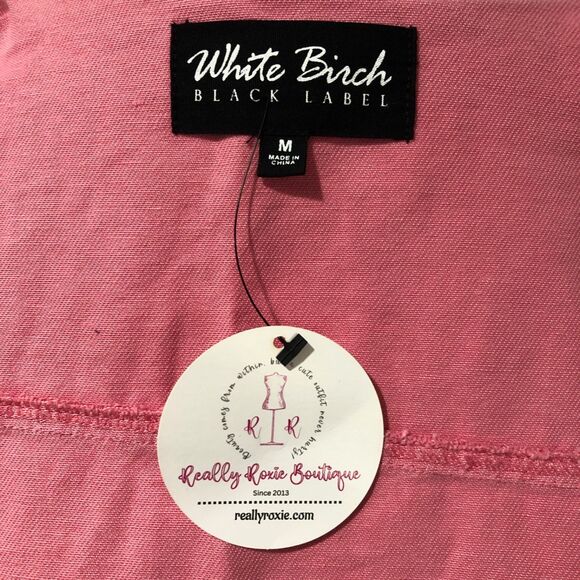 White Birch
BLACK LABEL
M
MADE IN
CHINA
Beauty comes from within, but a cute outfit never hurts!
R R
Really Roxie Boutique
Since 2013
reallyroxie.com